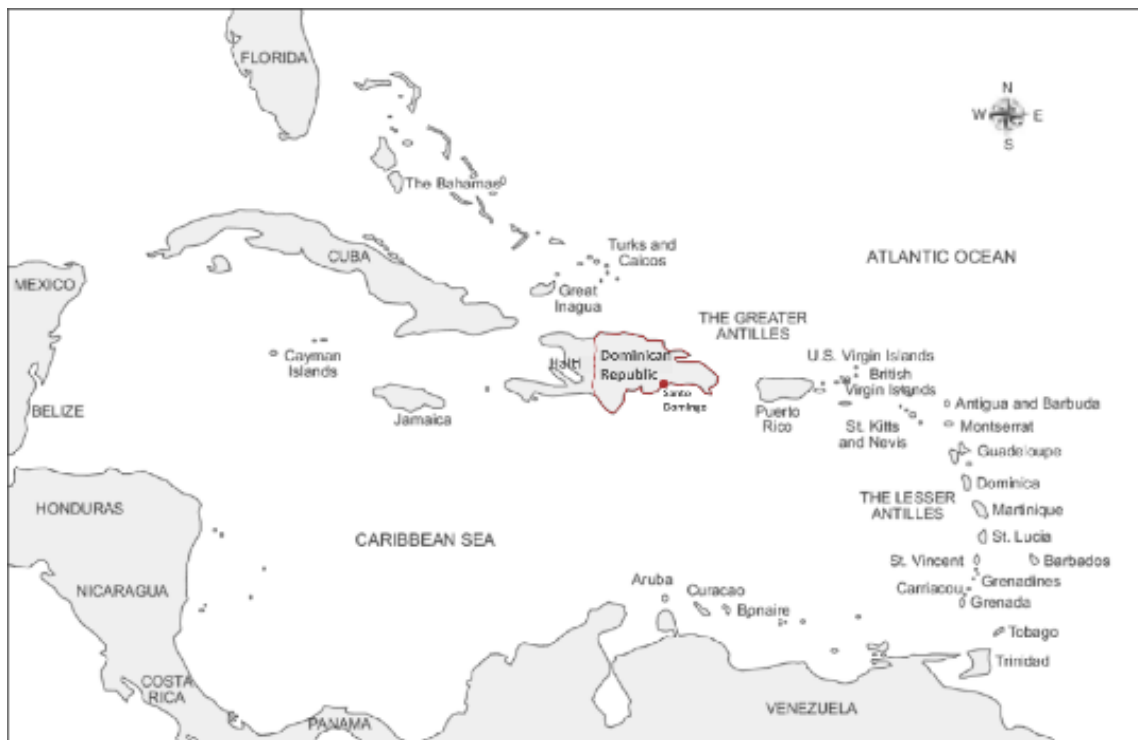 FLORIDA
N
W E
S
The Bahamas
Turks and
Caicos
CUBA
ATLANTIC OCEAN
MEXICO
Great
Inagua
THE GREATER
ANTILLES
Cayman
Islands
Haiti
Dominican
Republic
U.S. Virgin Islands
British
Virgin Islands
Santo
Domingo
BELIZE
Jamaica
Puerto
Rico
St. Kitts
and Nevis
Antigua and Barbuda
Montserrat
Guadeloupe
Dominica
THE LESSER
ANTILLES
Martinique
HONDURAS
CARIBBEAN SEA
St. Lucia
St. Vincent
Barbados
NICARAGUA
Aruba
Curacao
Bonaire
Grenadines
Carriacou
Grenada
Tobago
Trinidad
COSTA
RICA
PANAMA
VENEZUELA